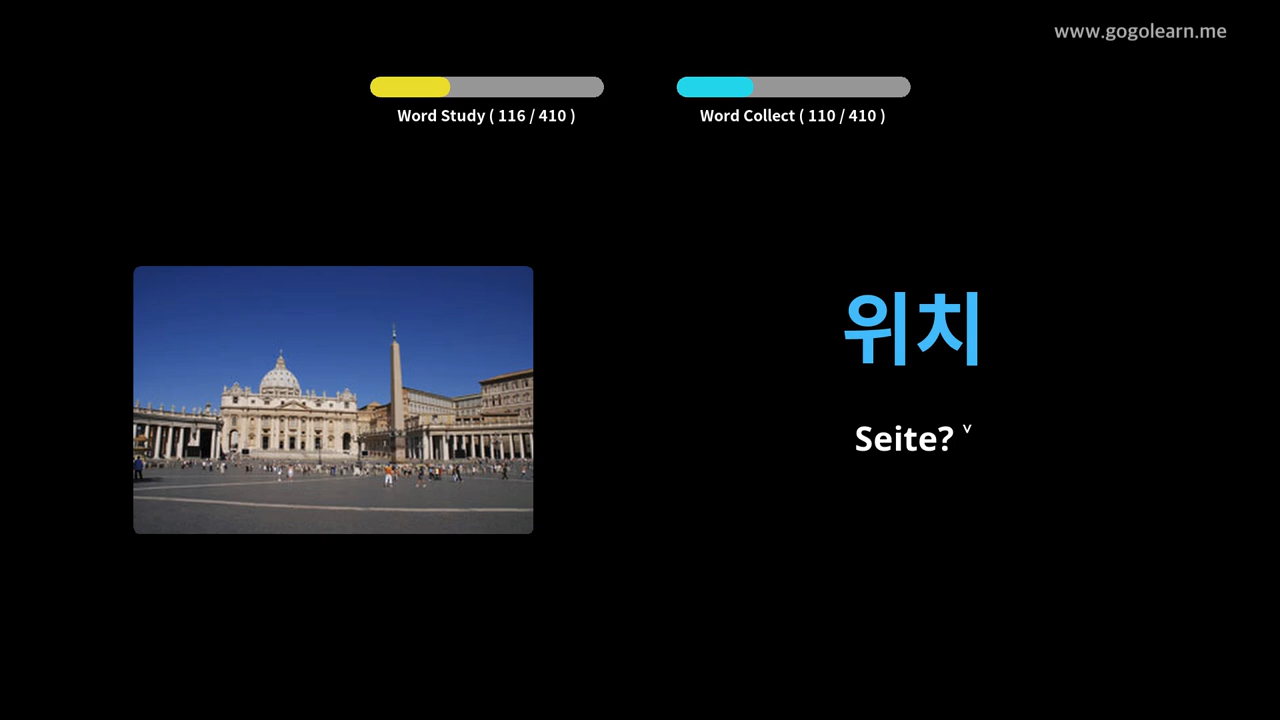 www.gogolearn.me
Word Study ( 116 / 410 )
Word Collect ( 110 / 410 )
위치
Seite? ᵛ